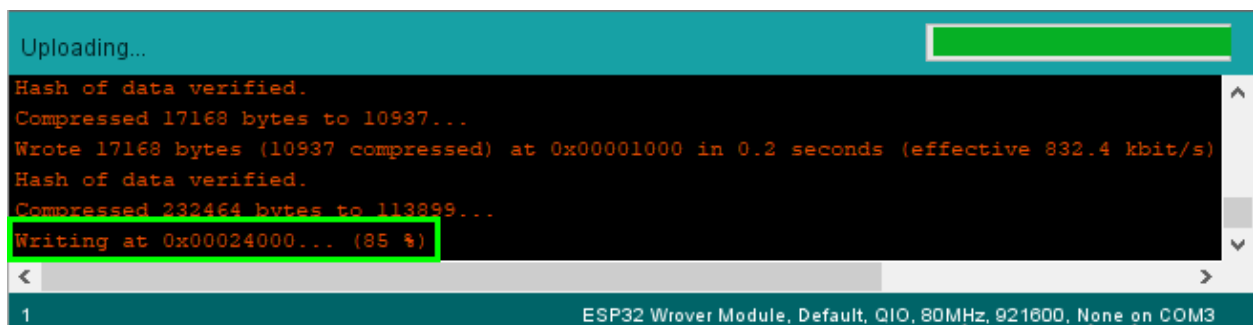 Uploading...
Hash of data verified.
Compressed 17168 bytes to 10937...
Wrote 17168 bytes (10937 compressed) at 0x00001000 in 0.2 seconds (effective 832.4 kbit/s)
Hash of data verified.
Compressed 232464 bytes to 113899...
Writing at 0x00024000... (85 %)
1 ESP32 Wrover Module, Default, QIO, 80MHz, 921600, None on COM3